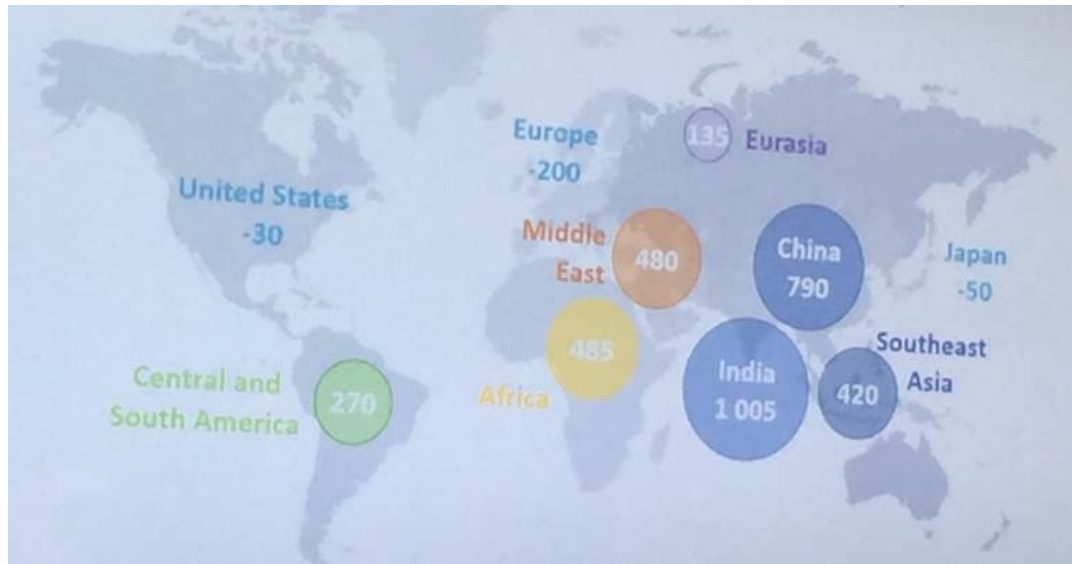 Europe
-200
135
Eurasia
United States
-30
Middle
East
480
China
790
Japan
-50
485
Africa
India
1 005
Southeast
Asia
420
Central and
South America
270